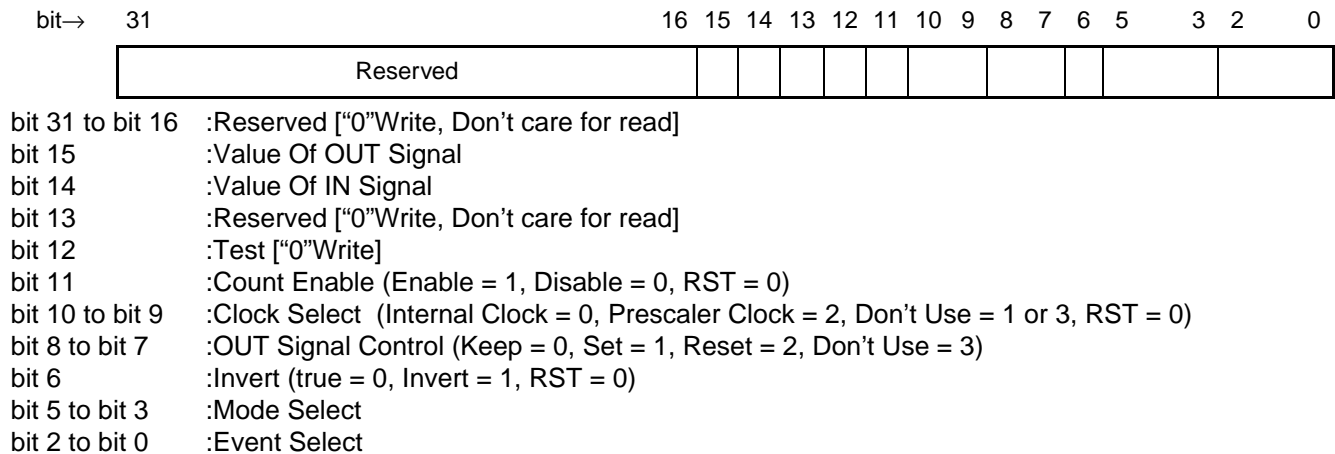 bit→ 31 16 15 14 13 12 11 10 9 8 7 6 5 3 2 0
Reserved
bit 31 to bit 16 :Reserved [“0”Write, Don’t care for read]
bit 15 :Value Of OUT Signal
bit 14 :Value Of IN Signal
bit 13 :Reserved [“0”Write, Don’t care for read]
bit 12 :Test [“0”Write]
bit 11 :Count Enable (Enable = 1, Disable = 0, RST = 0)
bit 10 to bit 9 :Clock Select (Internal Clock = 0, Prescaler Clock = 2, Don’t Use = 1 or 3, RST = 0)
bit 8 to bit 7 :OUT Signal Control (Keep = 0, Set = 1, Reset = 2, Don’t Use = 3)
bit 6 :Invert (true = 0, Invert = 1, RST = 0)
bit 5 to bit 3 :Mode Select
bit 2 to bit 0 :Event Select